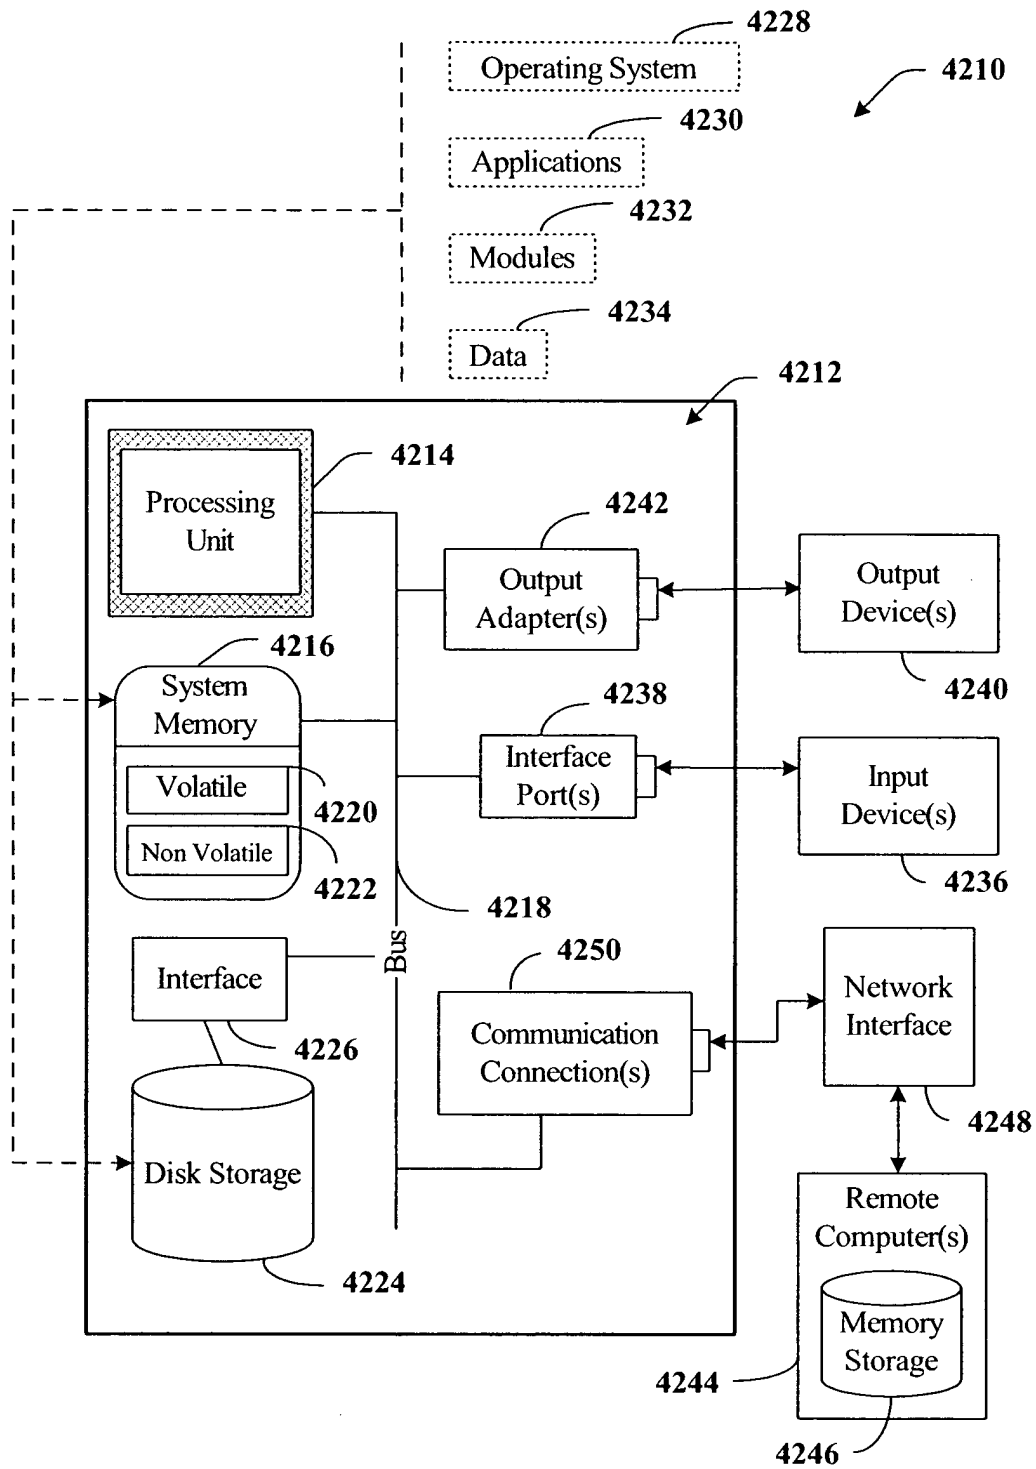 4228
Operating System
4210
4230
Applications
4232
Modules
4234
Data
4212
4214
Processing
Unit
4242
Output
Adapter(s)
Output
Device(s)
4240
4216
System
Memory
4238
Interface
Port(s)
Input
Device(s)
4236
Volatile
4220
Non Volatile
4222
4218
Bus
Interface
4226
4250
Communication
Connection(s)
Network
Interface
4248
Disk Storage
4224
Remote
Computer(s)
Memory
Storage
4244
4246